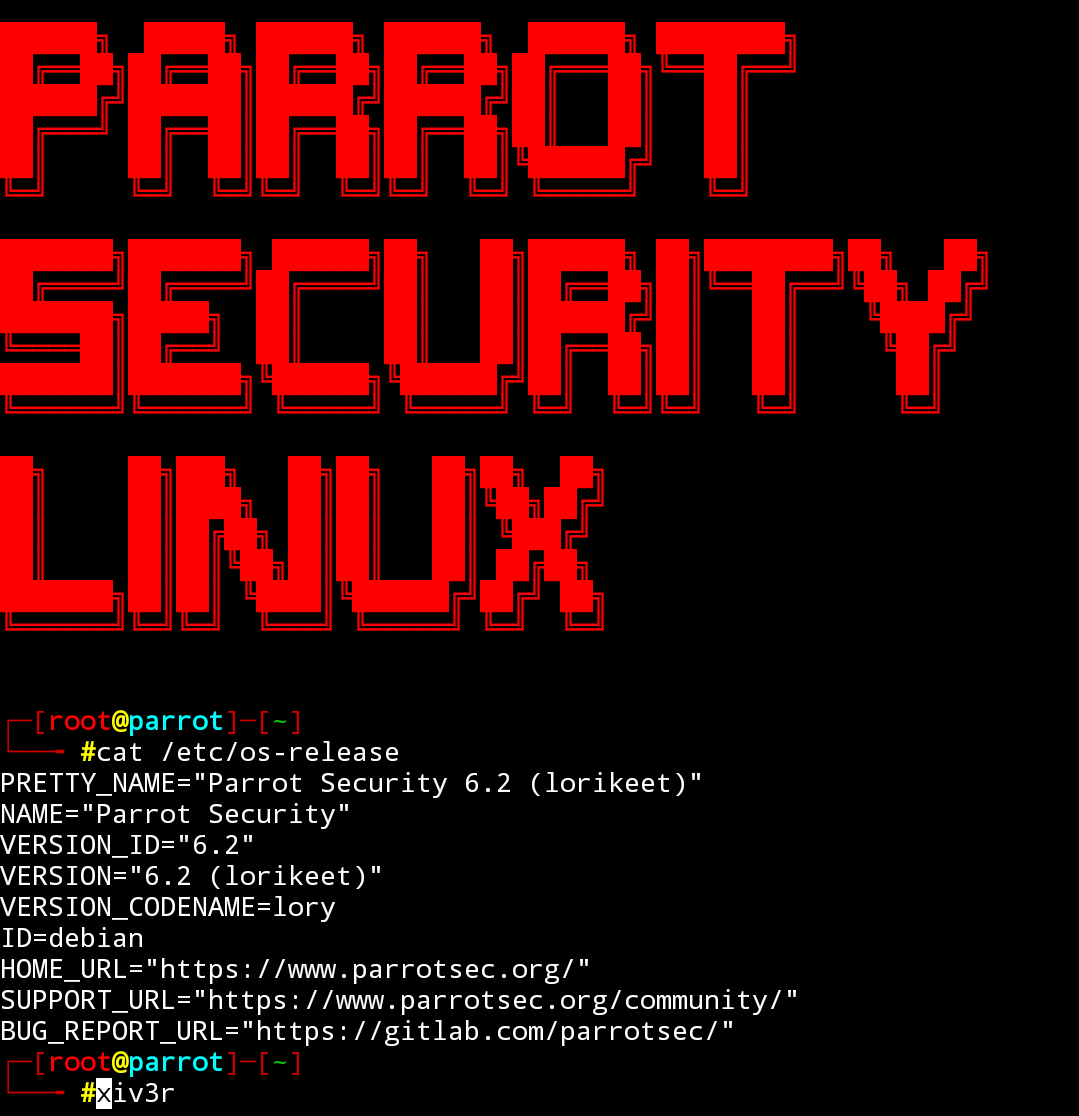 PARROT
SECURITY
LINUX
┌─[root@parrot]─[~]
└──╼ #cat /etc/os-release
PRETTY_NAME="Parrot Security 6.2 (lorikeet)"
NAME="Parrot Security"
VERSION_ID="6.2"
VERSION="6.2 (lorikeet)"
VERSION_CODENAME=lory
ID=debian
HOME_URL="https://www.parrotsec.org/"
SUPPORT_URL="https://www.parrotsec.org/community/"
BUG_REPORT_URL="https://gitlab.com/parrotsec/"
┌─[root@parrot]─[~]
└──╼ #xiv3r